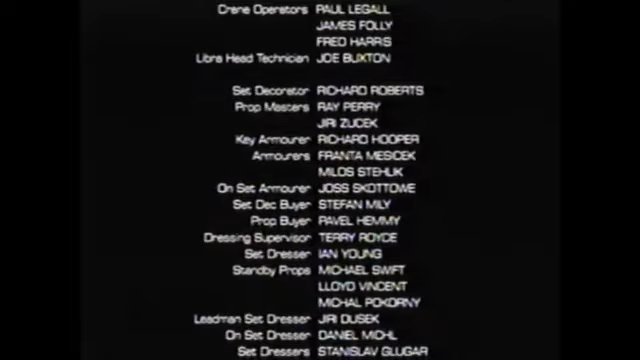 Crane Operators PAUL LEGALL
JAMES FOLLY
FRED HARRIS
Libra Head Technician JOE BUXTON
Set Decorator RICHARD ROBERTS
Prop Masters RAY PERRY
JIRI ZUCEK
Key Armourer RICHARD HOOPER
Armourers FRANTA MESICEK
MILOS STEHLIK
On Set Armourer JOSS SKOTTOWE
Set Dec Buyer STEFAN MILY
Prop Buyer PAVEL HEMMY
Dressing Supervisor TERRY ROYCE
Set Dresser IAN YOUNG
Standby Props MICHAEL SWIFT
LLOYD VINCENT
MICHAL POKORNY
Leadman Set Dresser JIRI DUSEK
On Set Dresser DANIEL MICHL
Set Dressers STANISLAV GLUGAR